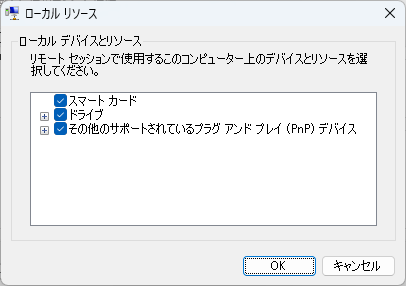 ローカル リソース
ローカル デバイスとリソース
リモート セッションで使用するこのコンピューター上のデバイスとリソースを選
択してください。
スマート カード
ドライブ
その他のサポートされているプラグ アンド プレイ (PnP) デバイス
OK
キャンセル